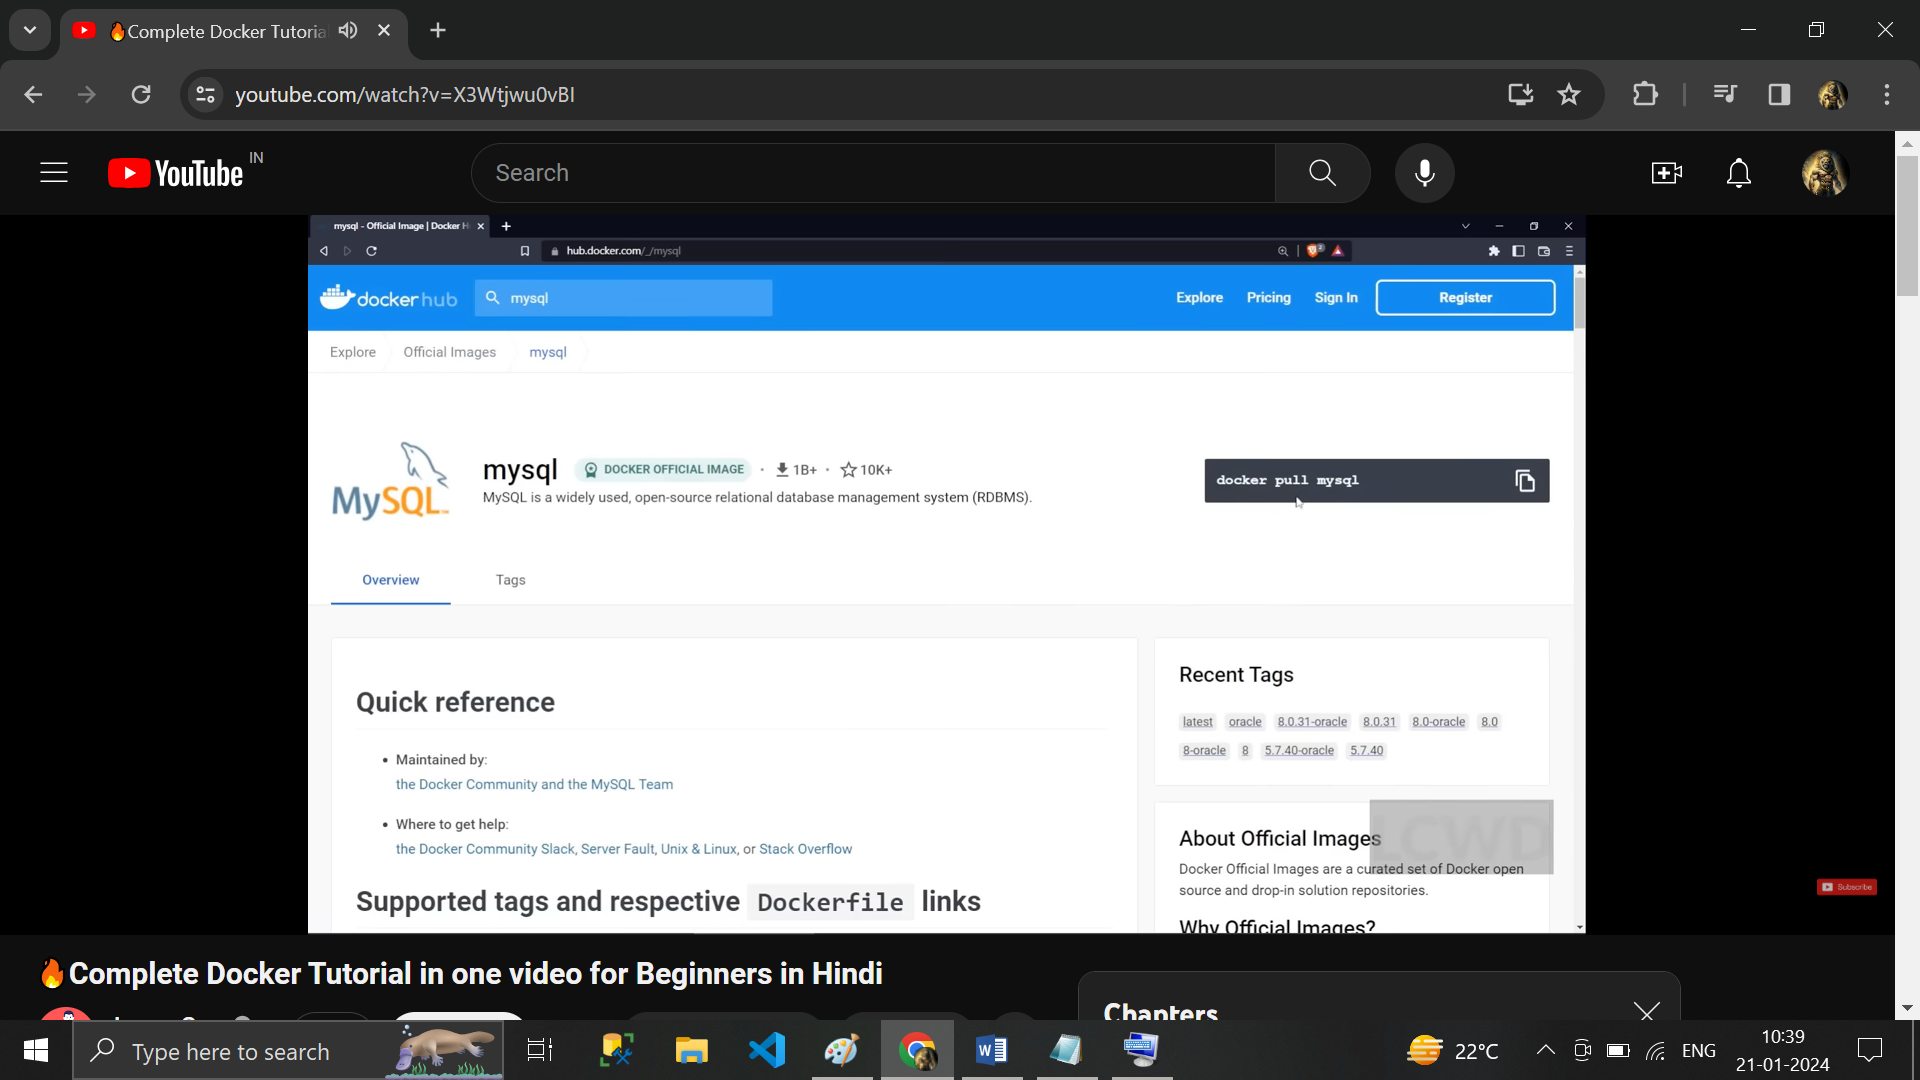 🔥Complete Docker Tutoria
youtube.com/watch?v=X3Wtjwu0vBI
YouTube IN
Search
mysql - Official Image | Docker H
hub.docker.com/_/mysql
docker hub
mysql
Explore
Pricing
Sign In
Register
Explore
Official Images
mysql
MySQL™
mysql
DOCKER OFFICIAL IMAGE
· 1B+ · 10K+
MySQL is a widely used, open-source relational database management system (RDBMS).
docker pull mysql
Overview
Tags
Quick reference
• Maintained by:
the Docker Community and the MySQL Team
• Where to get help:
the Docker Community Slack, Server Fault, Unix & Linux, or Stack Overflow
Supported tags and respective Dockerfile links
Recent Tags
latest oracle 8.0.31-oracle 8.0.31 8.0-oracle 8.0
8-oracle 8 5.7.40-oracle 5.7.40
About Official Images
LCWD
Docker Official Images are a curated set of Docker open
source and drop-in solution repositories.
Why Official Images?
Subscribe
🔥Complete Docker Tutorial in one video for Beginners in Hindi
Chapters
Type here to search
22°C
ENG
10:39
21-01-2024